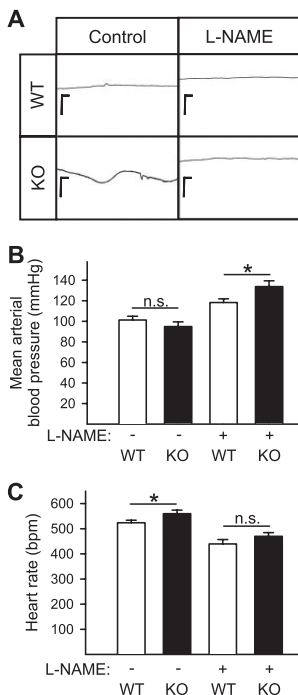 A
Control L-NAME
WT
KO
B
Mean arterial
blood pressure (mmHg)
140
120
100
80
60
40
20
n.s.
*
L-NAME: - - + +
WT KO WT KO
C
Heart rate (bpm)
600
500
400
300
200
100
*
n.s.
L-NAME: - - + +
WT KO WT KO